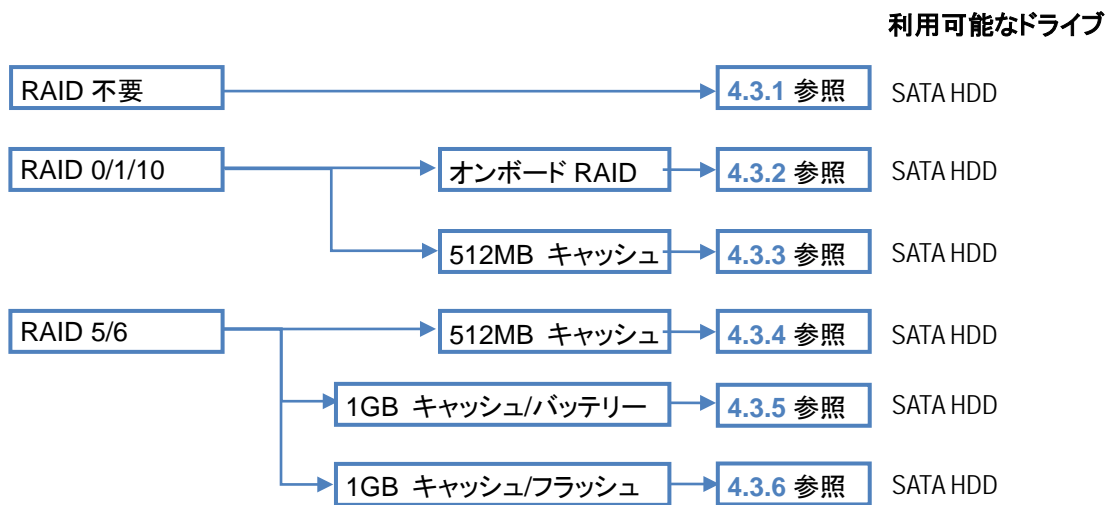 利用可能なドライブ
RAID 不要 4.3.1 参照 SATA HDD
RAID 0/1/10 オンボード RAID 4.3.2 参照 SATA HDD
512MB キャッシュ 4.3.3 参照 SATA HDD
RAID 5/6 512MB キャッシュ 4.3.4 参照 SATA HDD
1GB キャッシュ/バッテリー 4.3.5 参照 SATA HDD
1GB キャッシュ/フラッシュ 4.3.6 参照 SATA HDD